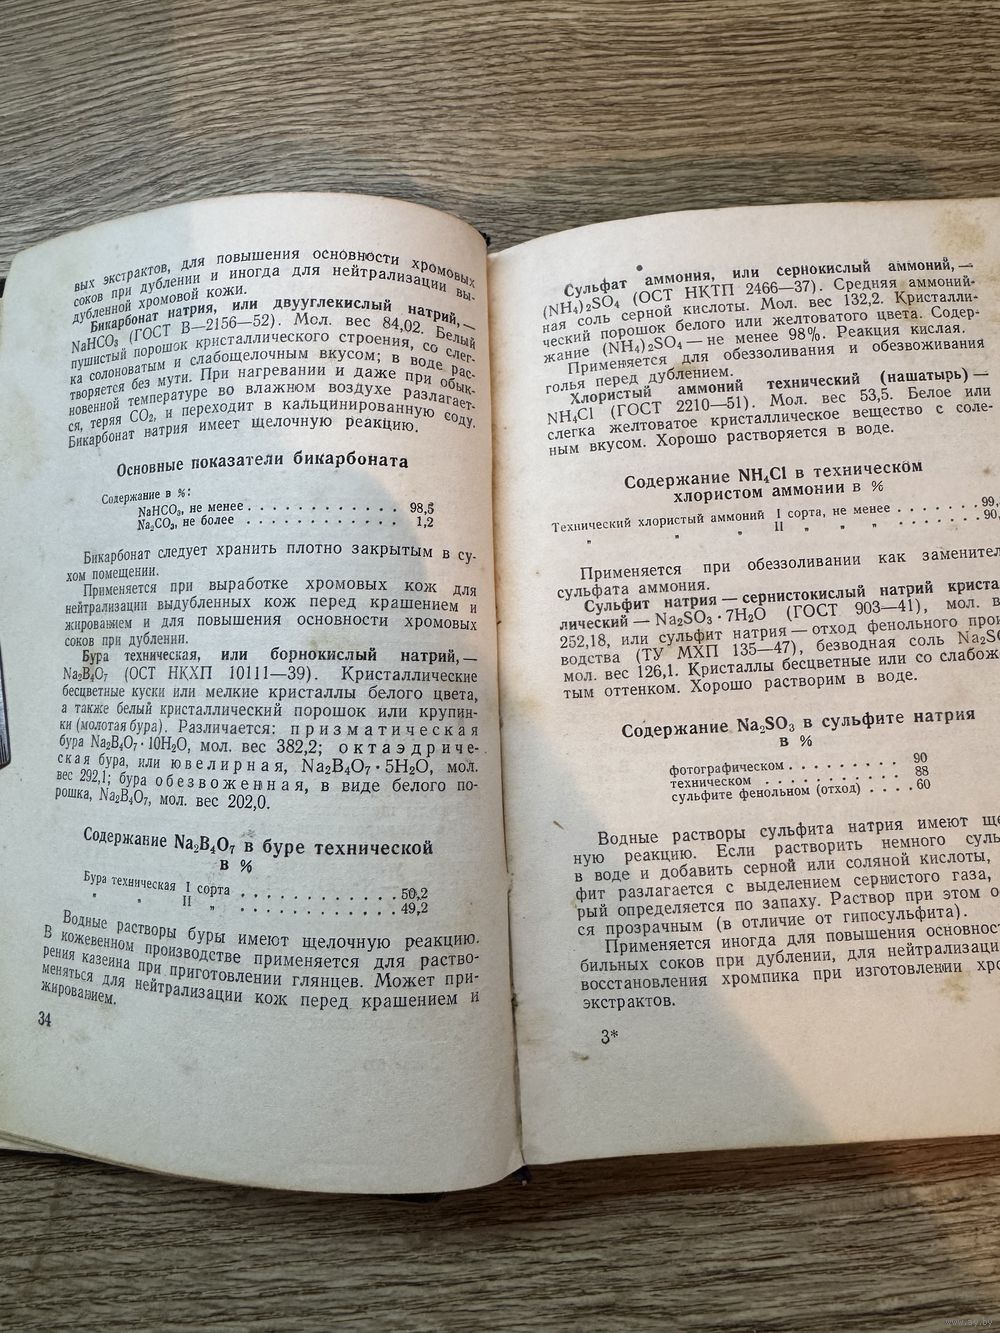 вых экстрактов, для повышения основности хромовых
соков при дублении и иногда для нейтрализации вы-
дубленной хромовой кожи.
Бикарбонат натрия, или двууглекислый натрий,—
NaHCO₃ (ГОСТ В—2156—52). Мол. вес 84,02. Белый
пушистый порошок кристаллического строения, со слег-
ка солоноватым и слабощелочным вкусом; в воде рас-
творяется без мути. При нагревании и даже при обык-
новенной температуре во влажном воздухе разлагает-
ся, теряя CO₂, и переходит в кальцинированную соду.
Бикарбонат натрия имеет щелочную реакцию.
Основные показатели бикарбоната
Содержание в %:
NaHCO₃, не менее . . . . . . . . . . . . 98,5
Na₂CO₃, не более . . . . . . . . . . . . 1,2
Бикарбонат следует хранить плотно закрытым в су-
хом помещении.
Применяется при выработке хромовых кож для
нейтрализации выдубленных кож перед крашением и
жированием и для повышения основности хромовых
соков при дублении.
Бура техническая, или борнокислый натрий,—
Na₂B₄O₇ (ОСТ НКХП 10111—39). Кристаллические
бесцветные куски или мелкие кристаллы белого цвета,
а также белый кристаллический порошок или крупин-
ки (молотая бура). Различается: призматическая
бура Na₂B₄O₇ · 10H₂O, мол. вес 382,2; октаэдриче-
ская бура, или ювелирная, Na₂B₄O₇ · 5H₂O, мол.
вес 292,1; бура обезвоженная, в виде белого по-
рошка, Na₂B₄O₇, мол. вес 202,0.
Содержание Na₂B₄O₇ в буре технической
в %
Бура техническая I сорта . . . . . . . . . . . . 50,2
" " II " . . . . . . . . . . . . 49,2
Водные растворы буры имеют щелочную реакцию.
В кожевенном производстве применяется для раство-
рения казеина при приготовлении глянцев. Может при-
меняться для нейтрализации кож перед крашением и
жированием.
34
Сульфат аммония, или сернокислый аммоний,—
(NH₄)₂SO₄ (ОСТ НКТП 2466—37). Средняя аммоний-
ная соль серной кислоты. Мол. вес 132,2. Кристалли-
ческий порошок белого или желтоватого цвета. Содер-
жание (NH₄)₂SO₄ — не менее 98%. Реакция кислая.
Применяется для обеззоливания и обезвоживания
голья перед дублением.
Хлористый аммоний технический (нашатырь) —
NH₄Cl (ГОСТ 2210—51). Мол. вес 53,5. Белое или
слегка желтоватое кристаллическое вещество с соле-
ным вкусом. Хорошо растворяется в воде.
Содержание NH₄Cl в техническом
хлористом аммонии в %
Технический хлористый аммоний I сорта, не менее . . . . . . . 99,
" " " II " " " . . . . . . . 90,
Применяется при обеззоливании как заменител
сульфата аммония.
Сульфит натрия — сернистокислый натрий криста
лический — Na₂SO₃ · 7H₂O (ГОСТ 903—41), мол. в
252,18, или сульфит натрия — отход фенольного прои
водства (ТУ МХП 135—47), безводная соль Na₂SO
мол. вес 126,1. Кристаллы бесцветные или со слабож
тым оттенком. Хорошо растворим в воде.
Содержание Na₂SO₃ в сульфите натрия
в %
фотографическом . . . . . . . . . 90
техническом . . . . . . . . . . . 88
сульфите фенольном (отход) . . . . 60
Водные растворы сульфита натрия имеют ще
ную реакцию. Если растворить немного суль
в воде и добавить серной или соляной кислоты,
фит разлагается с выделением сернистого газа,
рый определяется по запаху. Раствор при этом о
ся прозрачным (в отличие от гипосульфита).
Применяется иногда для повышения основност
бильных соков при дублении, для нейтрализаци
восстановления хромпика при изготовлении хро
экстрактов.
3*
www.ay.by